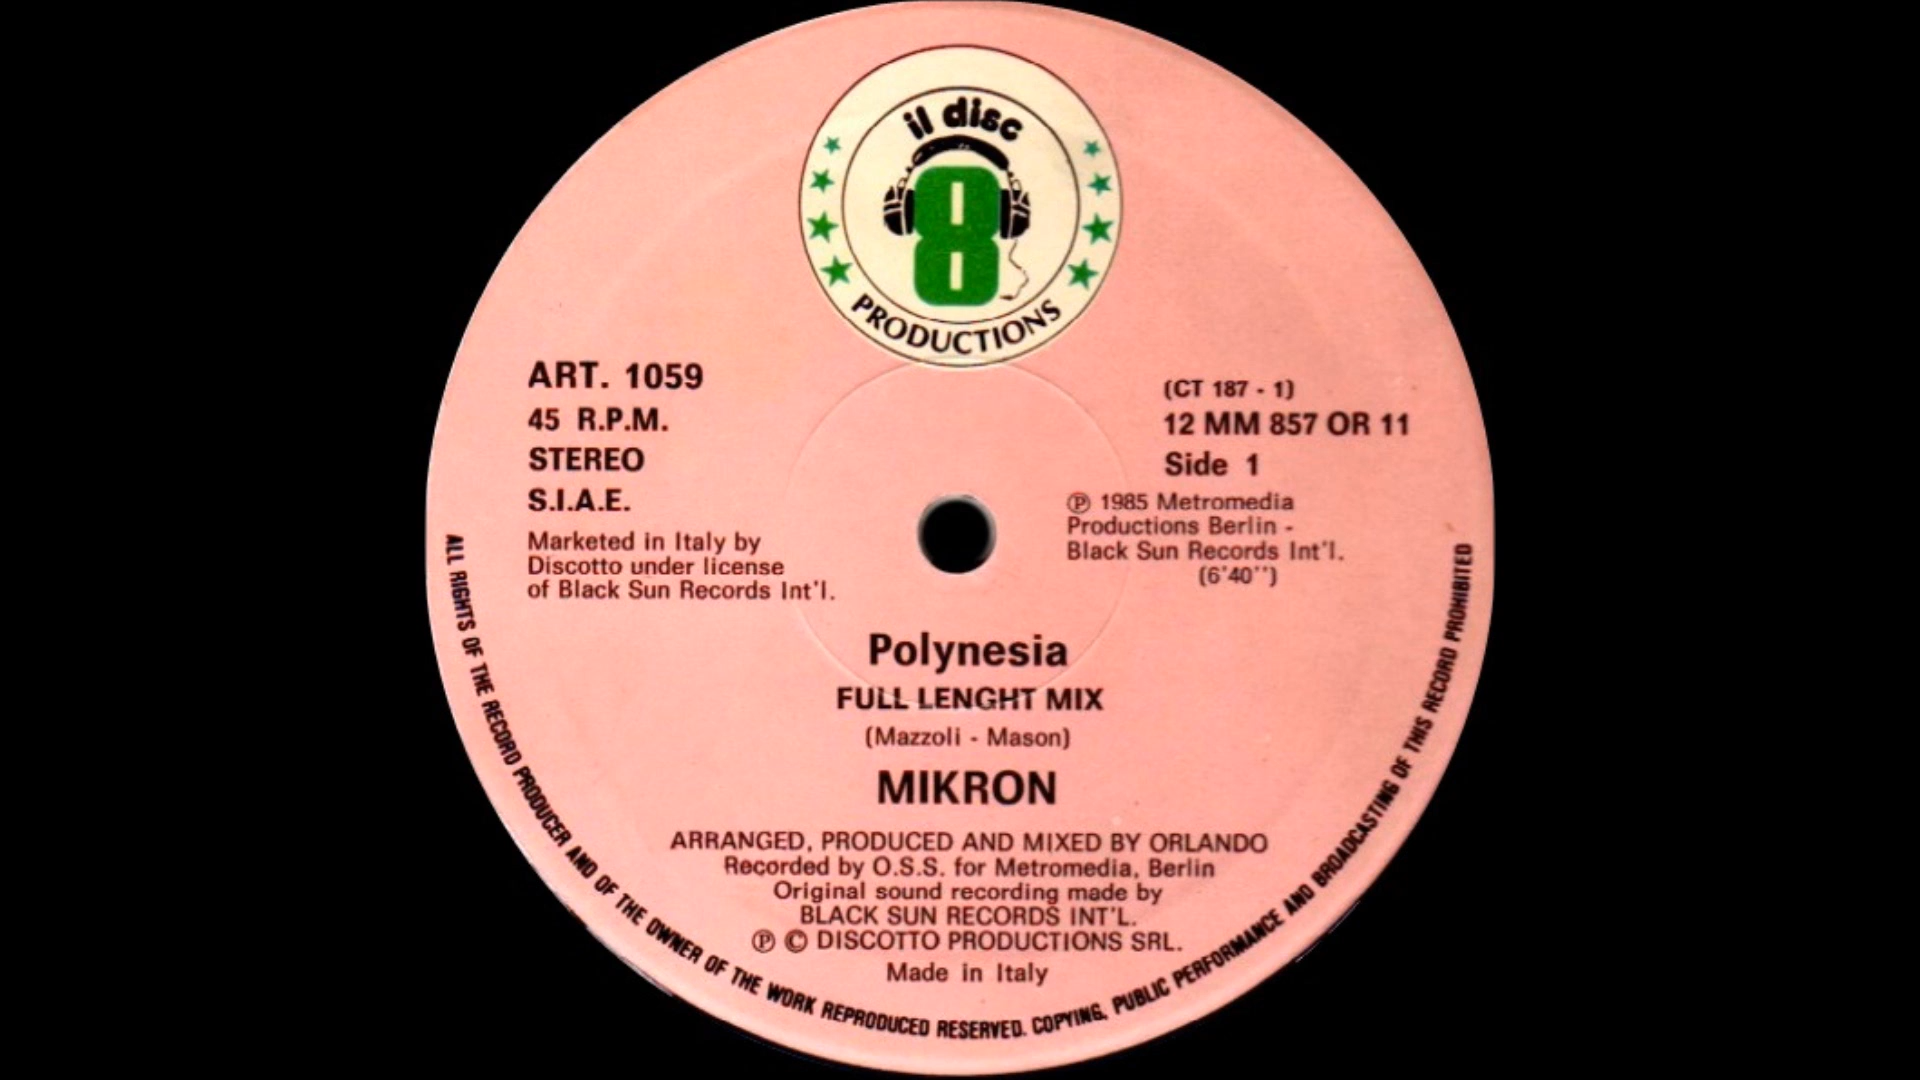 il disc
8
PRODUCTIONS
ART. 1059
45 R.P.M.
STEREO
S.I.A.E.
Marketed in Italy by
Discotto under license
of Black Sun Records Int'l.
(CT 187 - 1)
12 MM 857 OR 11
Side 1
℗ 1985 Metromedia
Productions Berlin -
Black Sun Records Int'l.
(6'40'')
Polynesia
FULL LENGHT MIX
(Mazzoli - Mason)
MIKRON
ARRANGED, PRODUCED AND MIXED BY ORLANDO
Recorded by O.S.S. for Metromedia, Berlin
Original sound recording made by
BLACK SUN RECORDS INT'L.
℗ © DISCOTTO PRODUCTIONS SRL.
Made in Italy
ALL RIGHTS OF THE RECORD PRODUCER AND OF THE OWNER OF THE WORK REPRODUCED RESERVED. COPYING, PUBLIC PERFORMANCE AND BROADCASTING OF THIS RECORD PROHIBITED